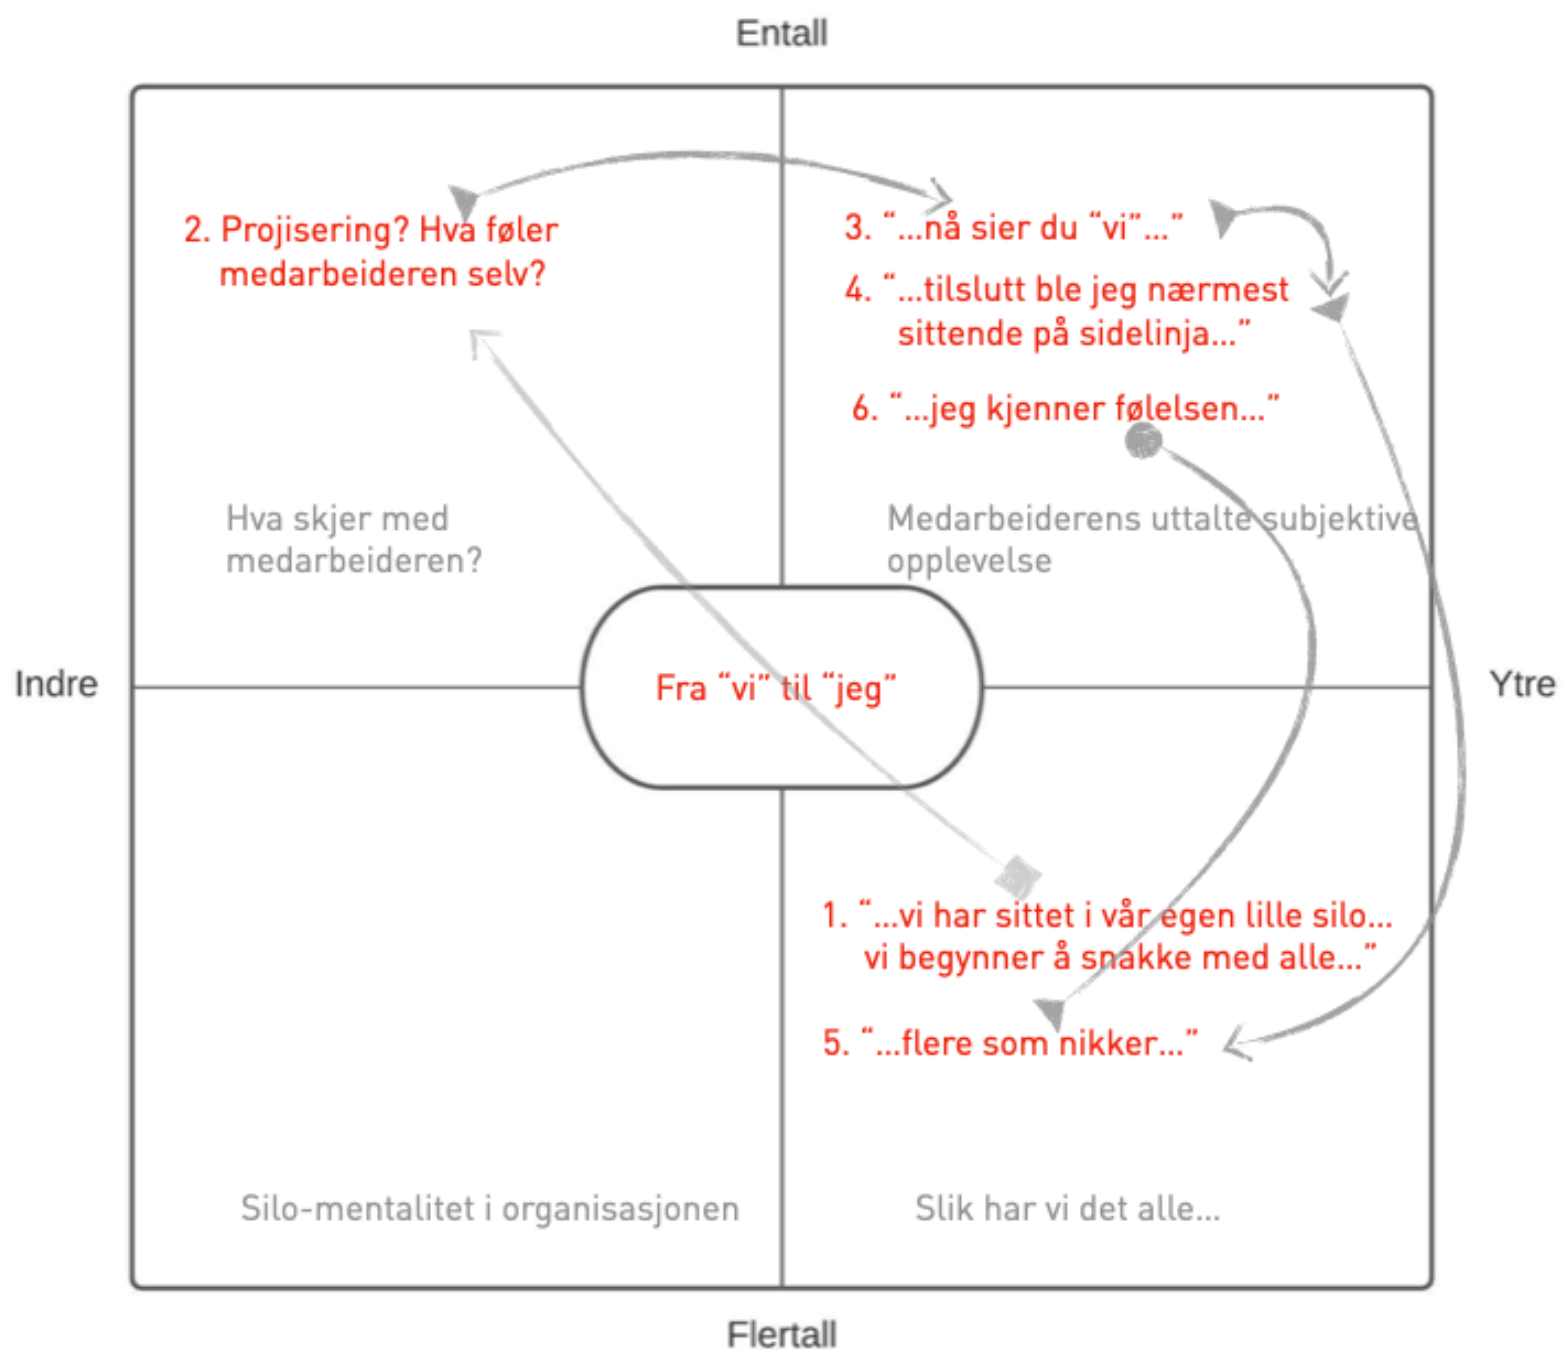 Entall
2. Projisering? Hva føler
medarbeideren selv?
3. “...nå sier du “vi”...”
4. “...tilslutt ble jeg nærmest
sittende på sidelinja...”
6. “...jeg kjenner følelsen...”
Hva skjer med
medarbeideren?
Medarbeiderens uttalte subjektive
opplevelse
Indre
Fra “vi” til “jeg”
Ytre
1. “...vi har sittet i vår egen lille silo...
vi begynner å snakke med alle...”
5. “...flere som nikker...”
Silo-mentalitet i organisasjonen
Slik har vi det alle...
Flertall